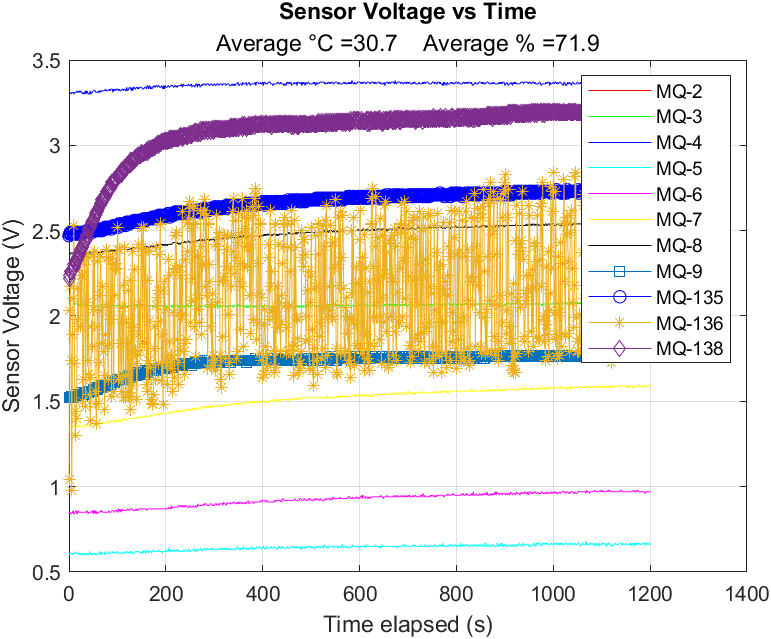 Sensor Voltage vs Time
Average °C =30.7 Average % =71.9
3.5
3
2.5
2
1.5
1
0.5
Sensor Voltage (V)
MQ-2
MQ-3
MQ-4
MQ-5
MQ-6
MQ-7
MQ-8
MQ-9
MQ-135
MQ-136
MQ-138
0 200 400 600 800 1000 1200 1400
Time elapsed (s)